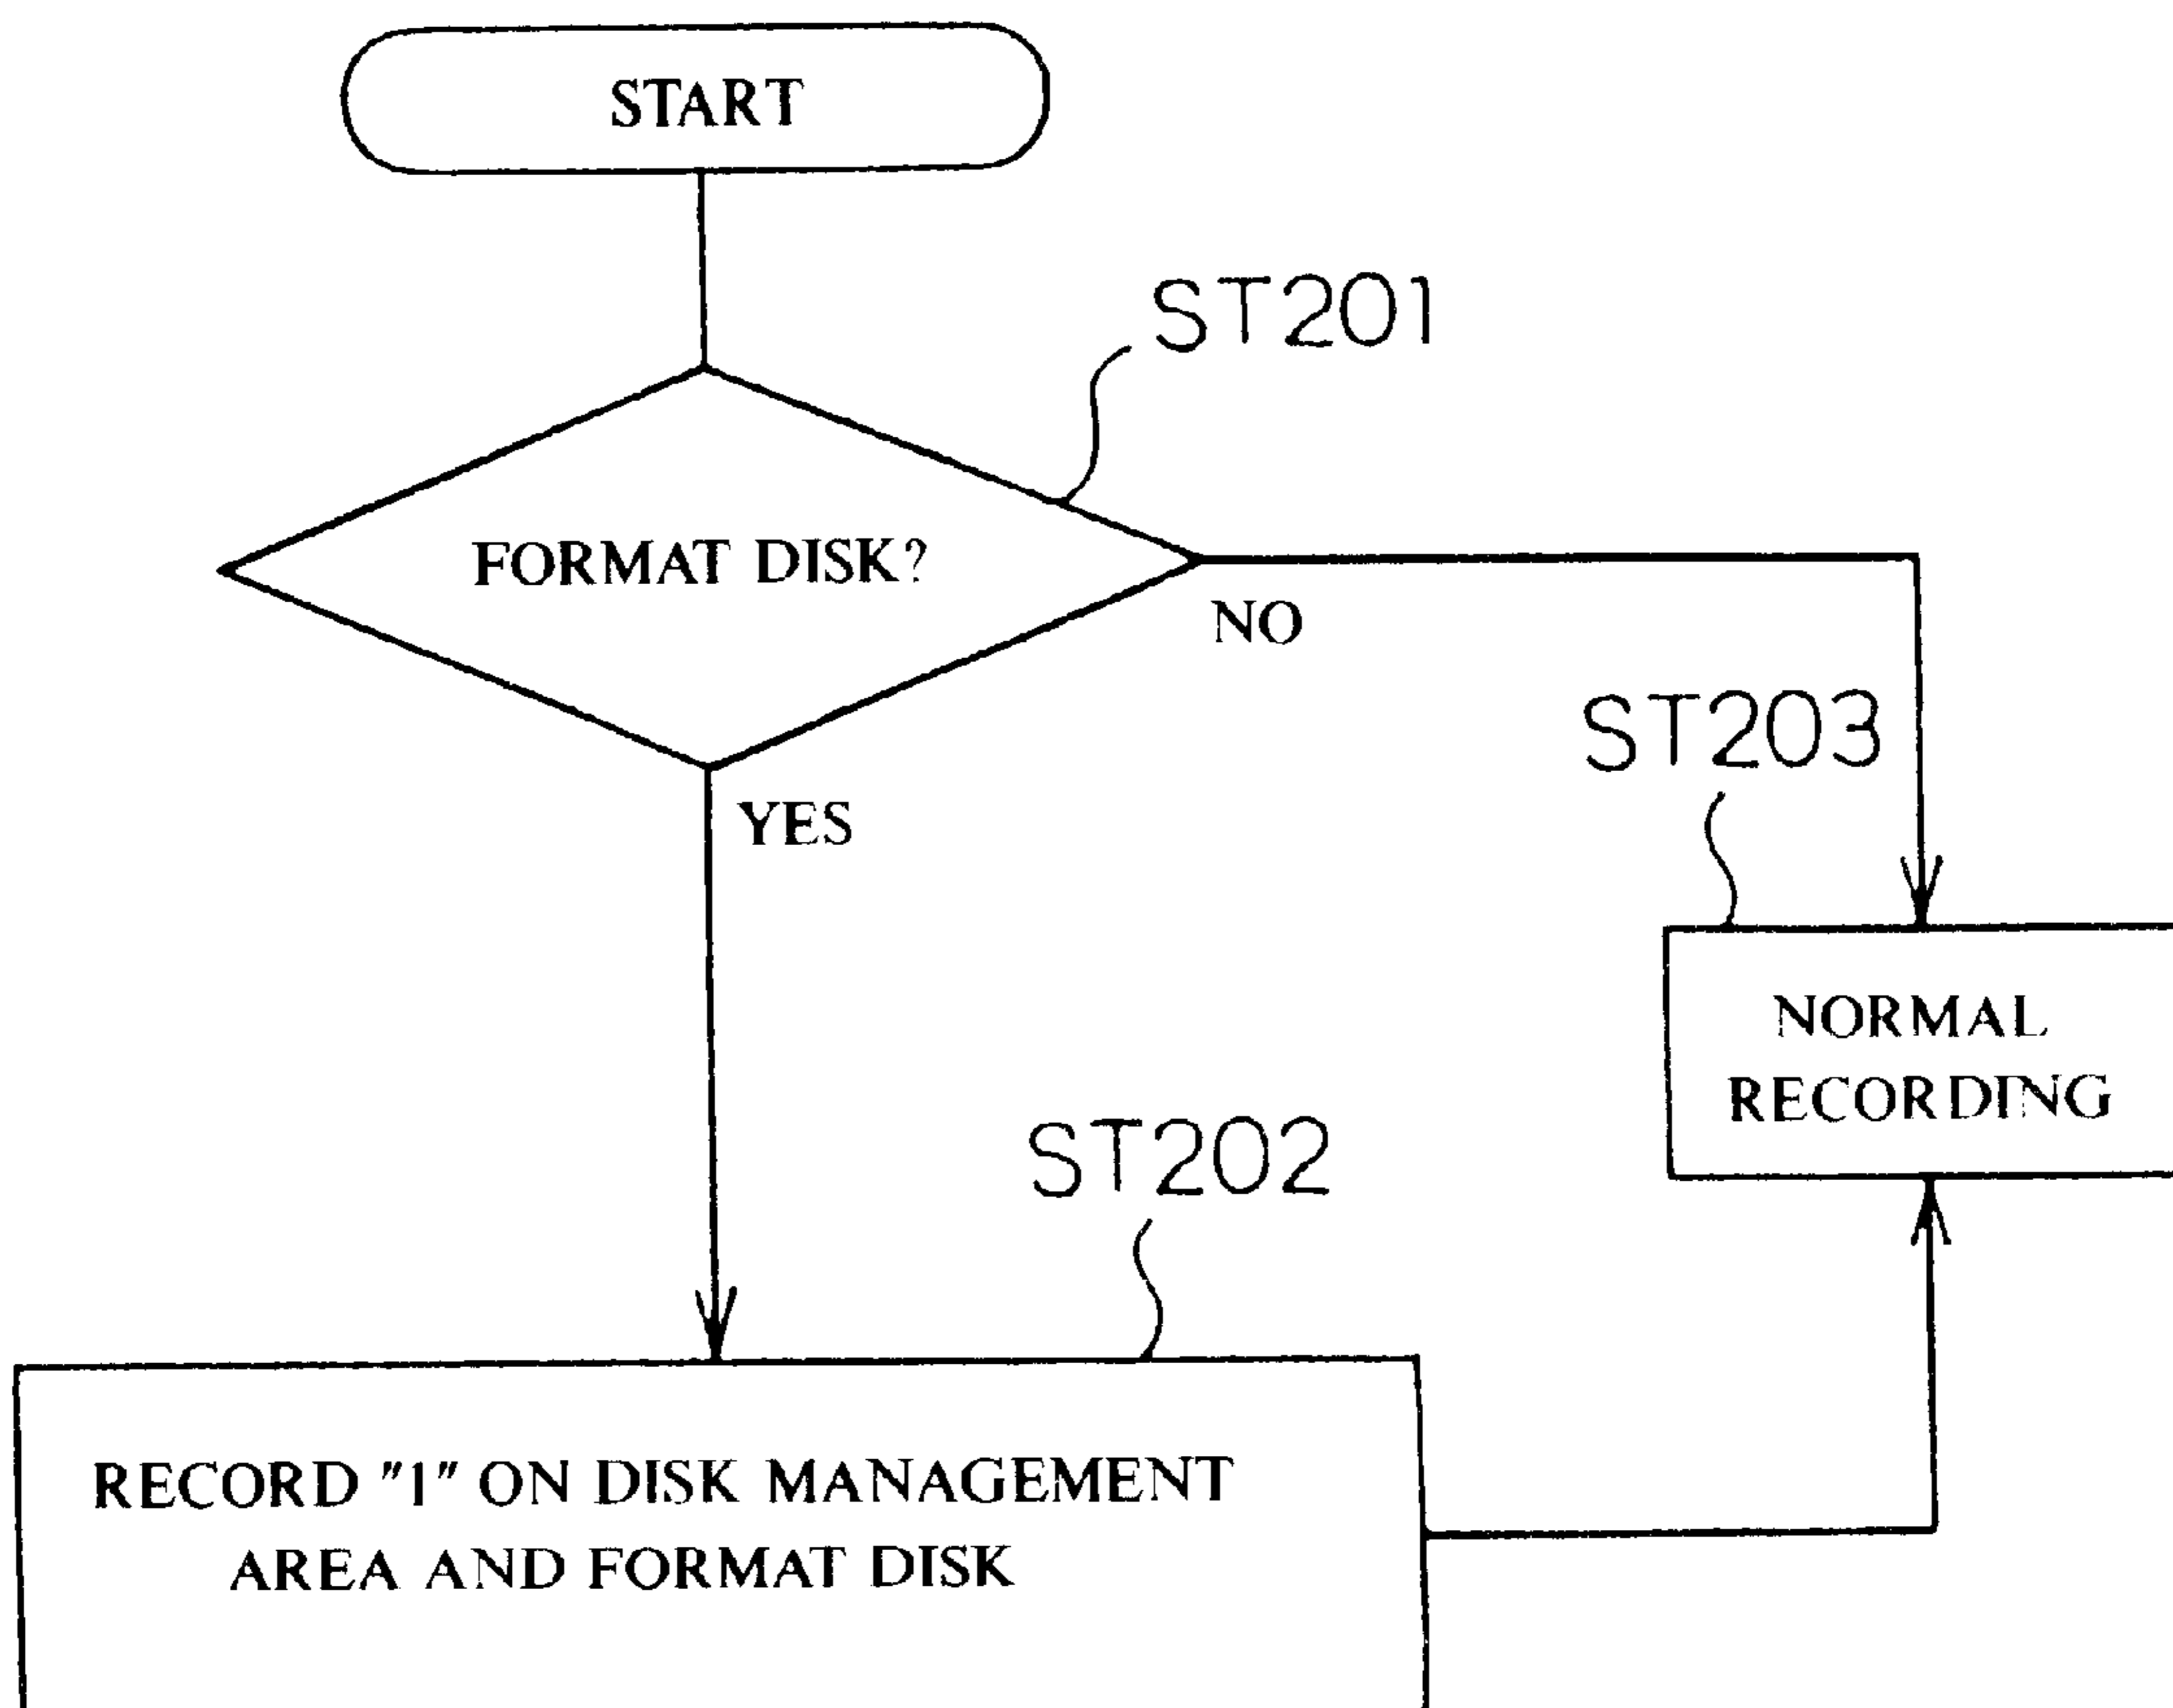 START
ST201
FORMAT DISK?
NO
ST203
YES
NORMAL
RECORDING
ST202
RECORD "1" ON DISK MANAGEMENT
AREA AND FORMAT DISK